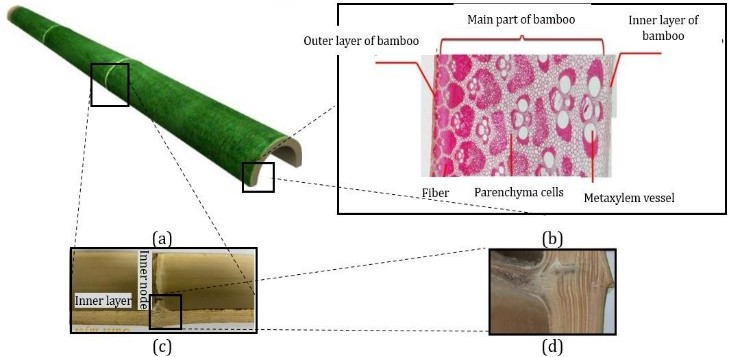 Main part of bamboo
Inner layer of
bamboo
Outer layer of bamboo
Fiber
Parenchyma cells
Metaxylem vessel
(a)
(b)
Inner layer
Inner node
(c)
(d)